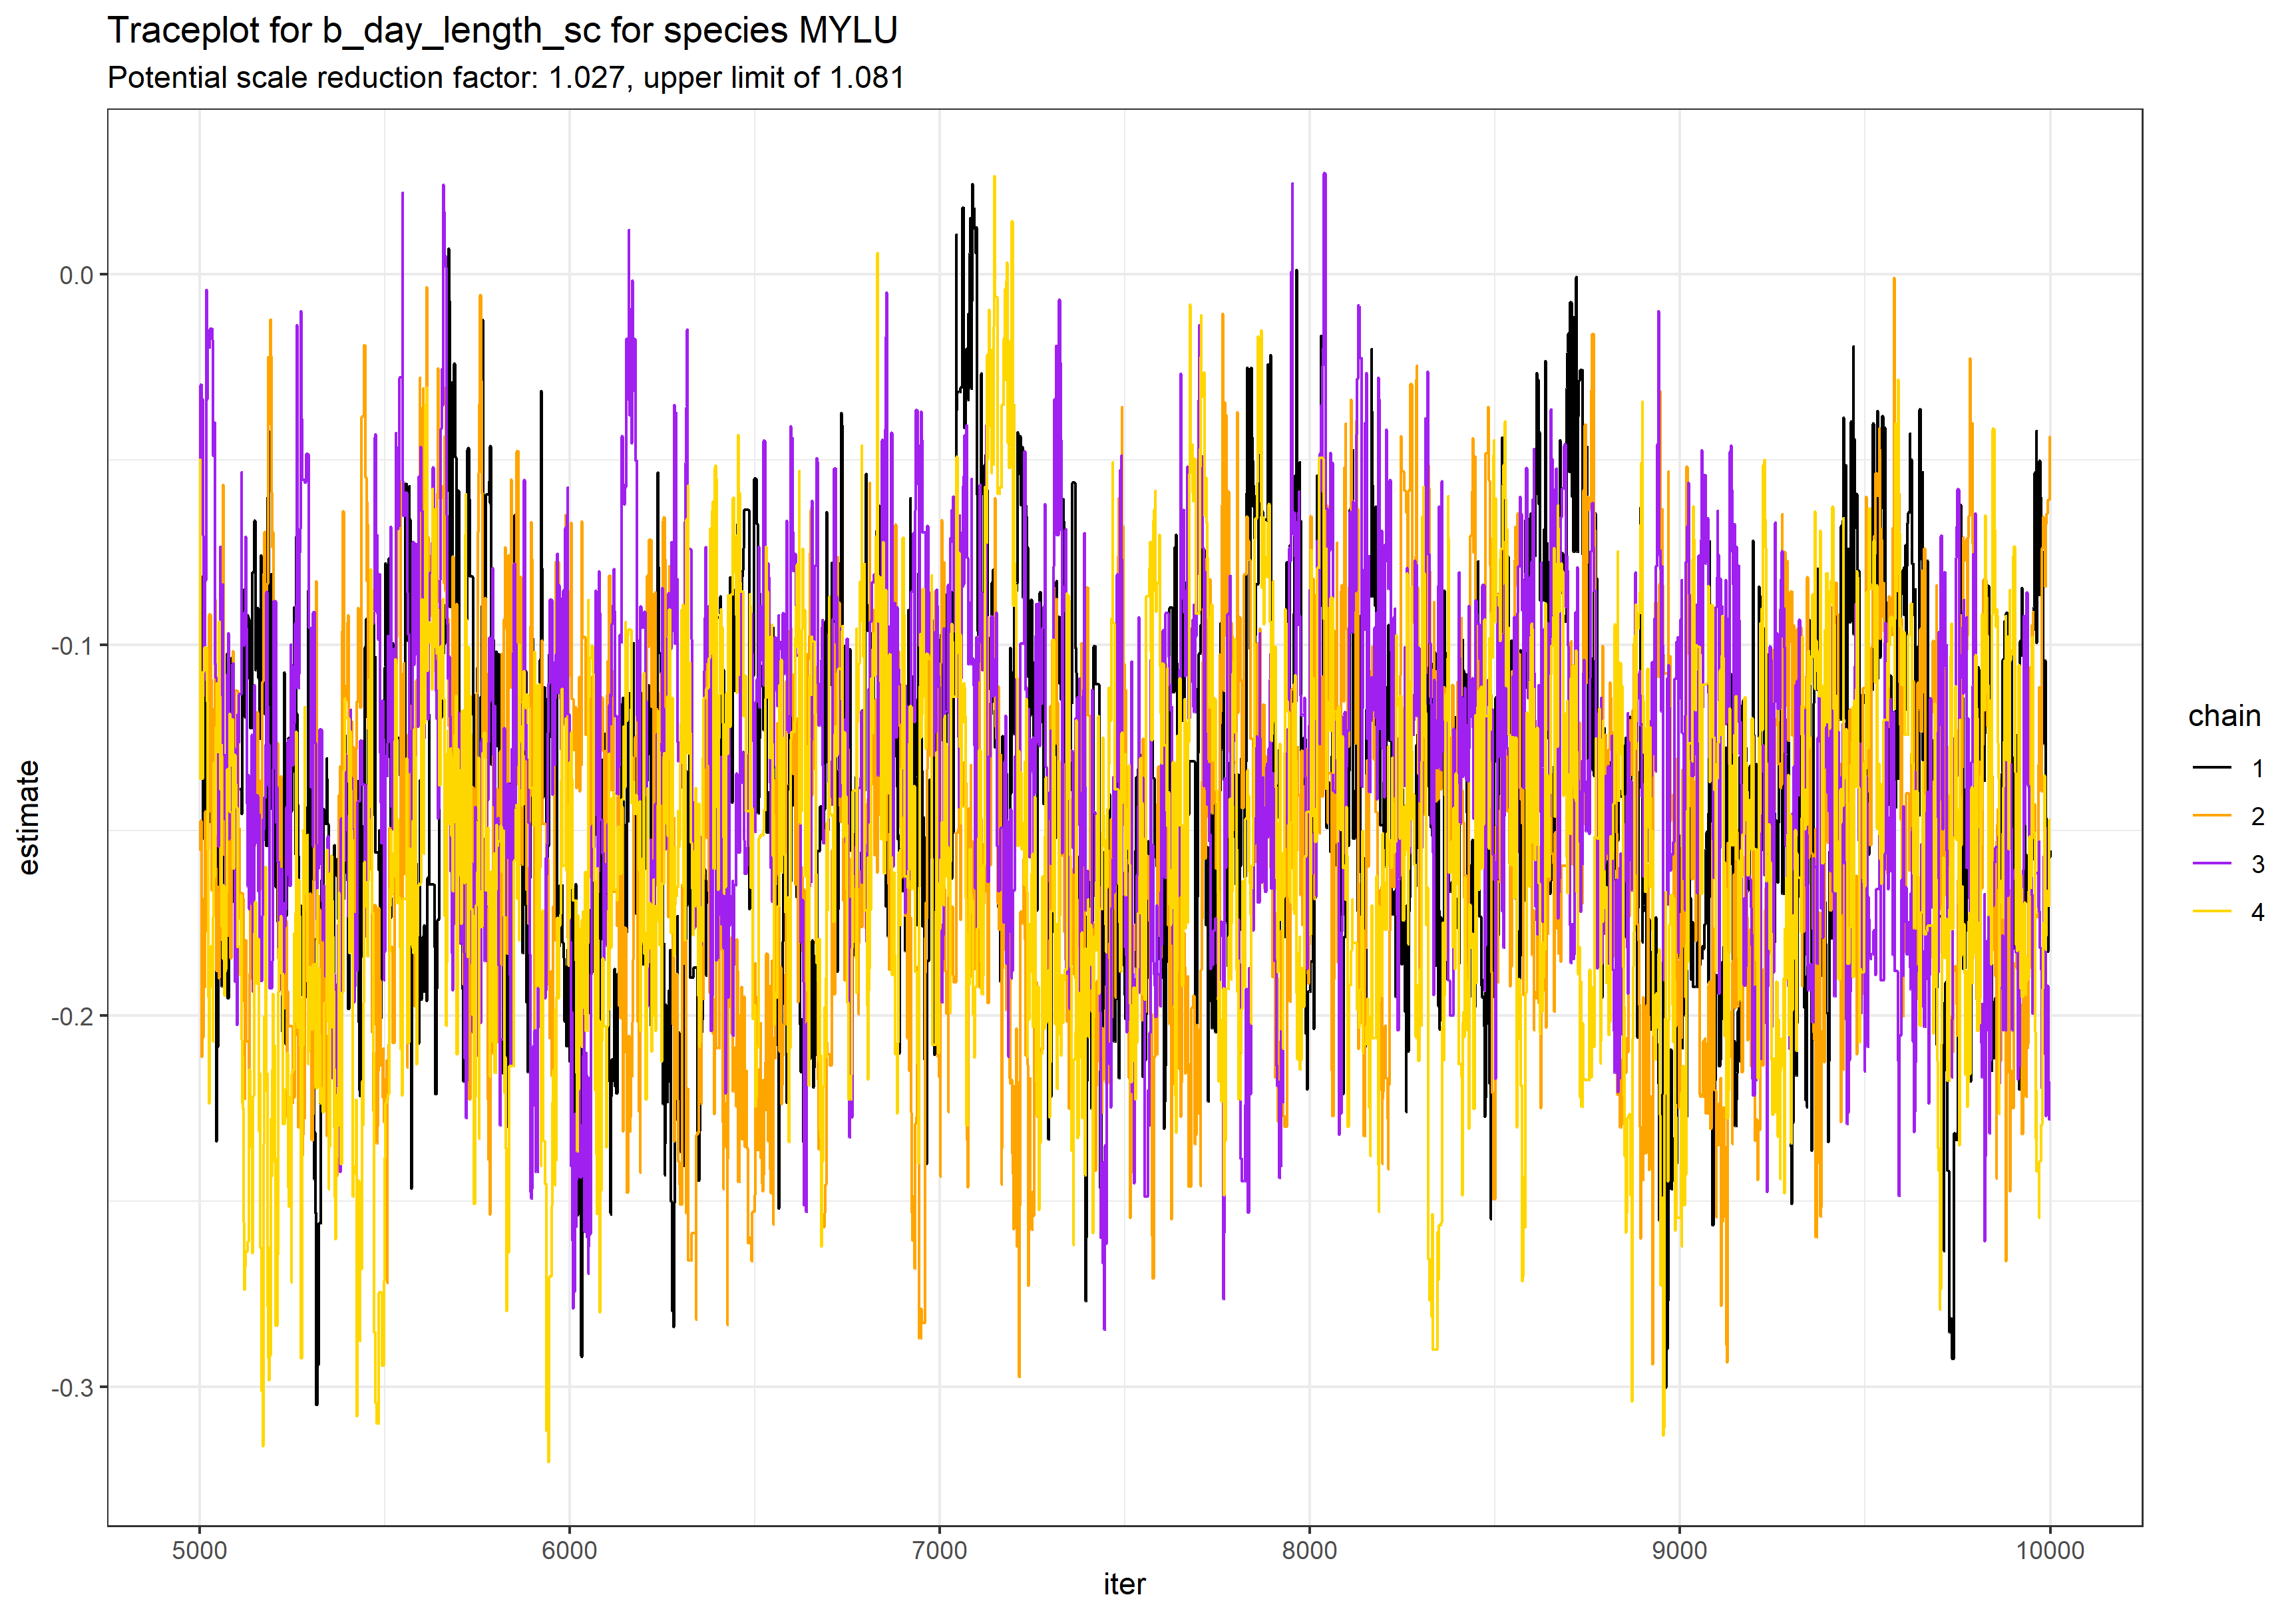 Traceplot for b_day_length_sc for species MYLU
Potential scale reduction factor: 1.027, upper limit of 1.081
0.0
-0.1
-0.2
-0.3
estimate
5000 6000 7000 8000 9000 10000
iter
chain
1
2
3
4